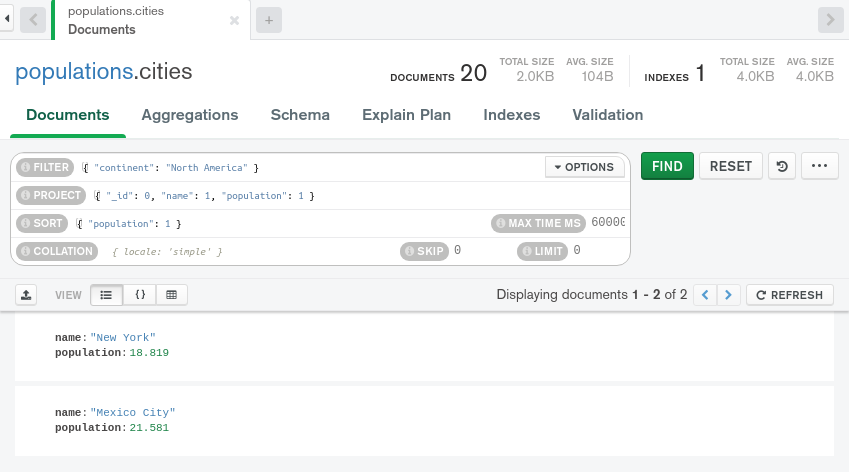 populations.cities
Documents
populations.cities
DOCUMENTS 20 TOTAL SIZE 2.0KB AVG. SIZE 104B INDEXES 1 TOTAL SIZE 4.0KB AVG. SIZE 4.0KB
Documents Aggregations Schema Explain Plan Indexes Validation
FILTER { "continent": "North America" } OPTIONS FIND RESET ...
PROJECT { "_id": 0, "name": 1, "population": 1 }
SORT { "population": 1 } MAX TIME MS 60000
COLLATION { locale: 'simple' } SKIP 0 LIMIT 0
VIEW {} Displaying documents 1 - 2 of 2 < > REFRESH
name: "New York"
population: 18.819
name: "Mexico City"
population: 21.581